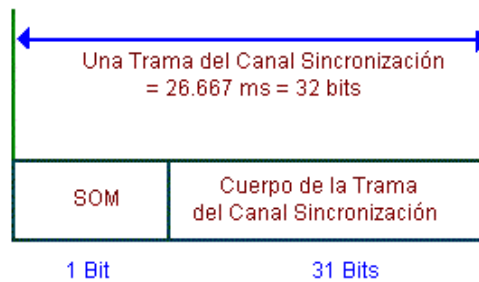 Una Trama del Canal Sincronización
= 26.667 ms = 32 bits
SOM
Cuerpo de la Trama
del Canal Sincronización
1 Bit
31 Bits